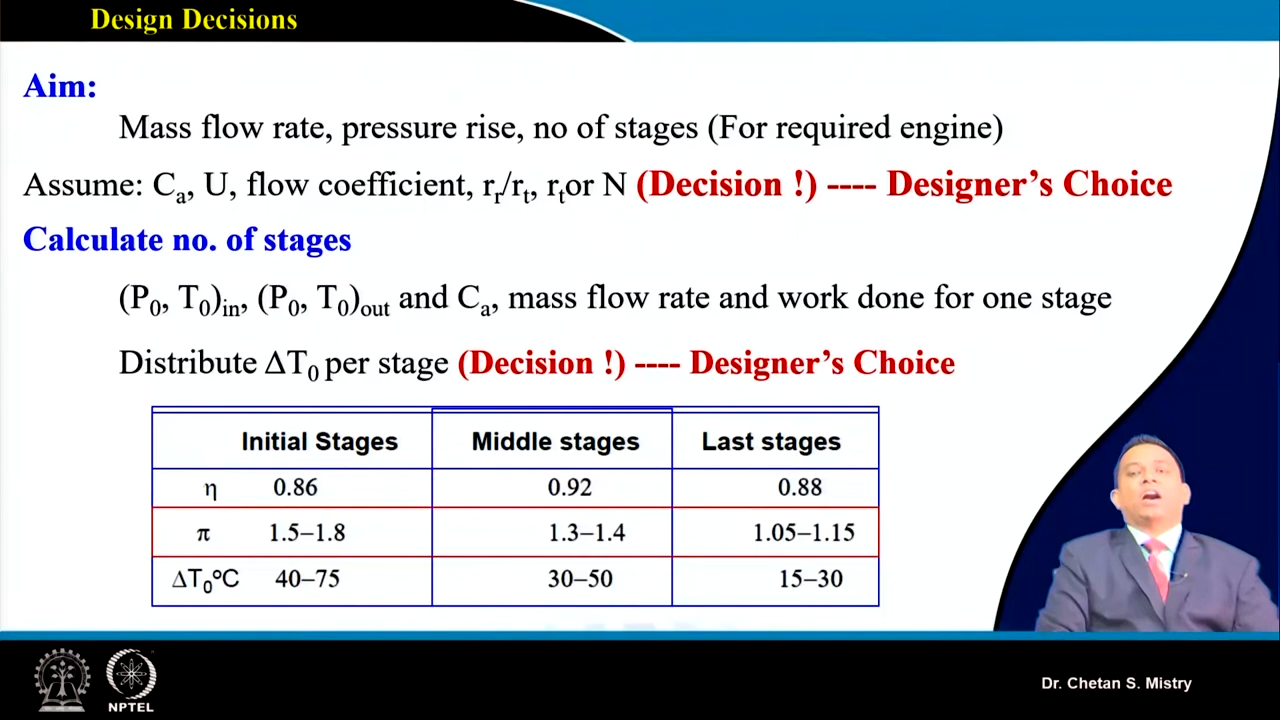 Design Decisions
Aim:
Mass flow rate, pressure rise, no of stages (For required engine)
Assume: Ca, U, flow coefficient, rr/rt, rtor N (Decision !) ---- Designer's Choice
Calculate no. of stages
(P0, T0)in, (P0, T0)out and Ca, mass flow rate and work done for one stage
Distribute ΔT0 per stage (Decision !) ---- Designer's Choice
Initial Stages Middle stages Last stages
η 0.86 0.92 0.88
π 1.5–1.8 1.3–1.4 1.05–1.15
ΔT0ºC 40–75 30–50 15–30
NPTEL
Dr. Chetan S. Mistry